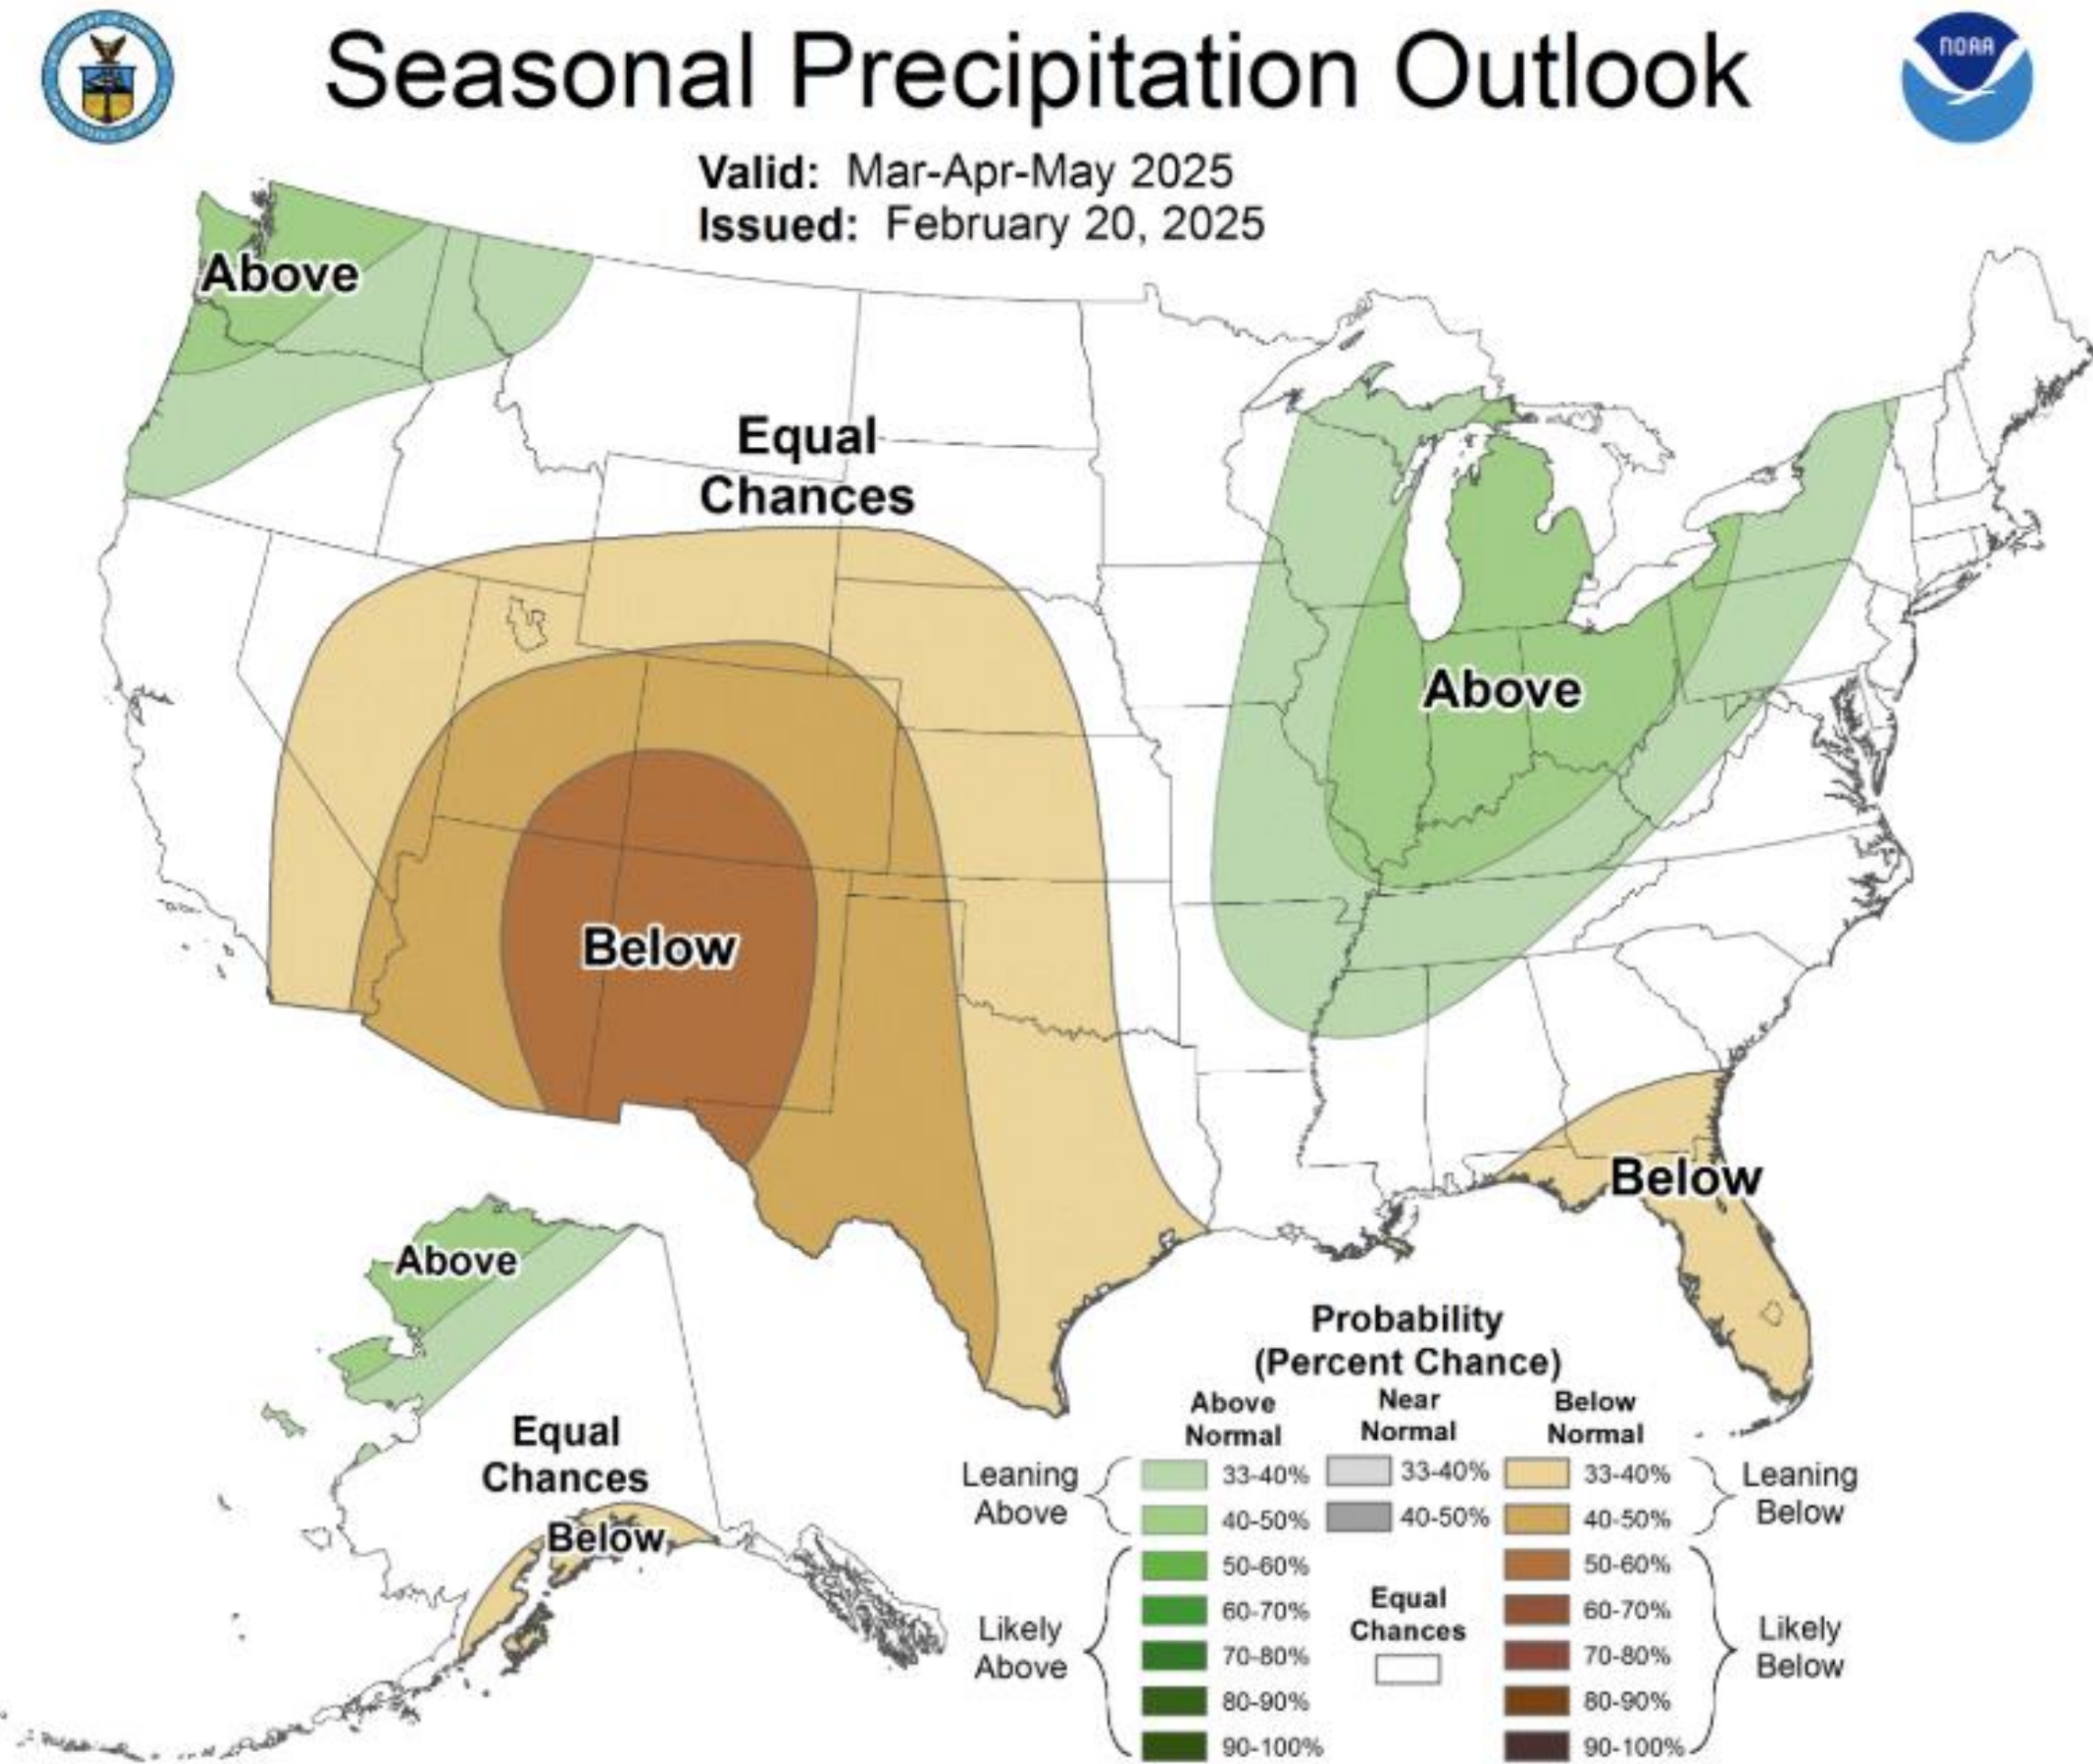 Seasonal Precipitation Outlook
NOAA
Valid: Mar-Apr-May 2025
Issued: February 20, 2025
Above
Equal
Chances
Above
Below
Below
Above
Equal
Chances
Below
Probability
(Percent Chance)
Above
Normal
Near
Normal
Below
Normal
Leaning
Above
33-40%
40-50%
33-40%
40-50%
33-40%
40-50%
Leaning
Below
Likely
Above
50-60%
60-70%
70-80%
80-90%
90-100%
Equal
Chances
50-60%
60-70%
70-80%
80-90%
90-100%
Likely
Below